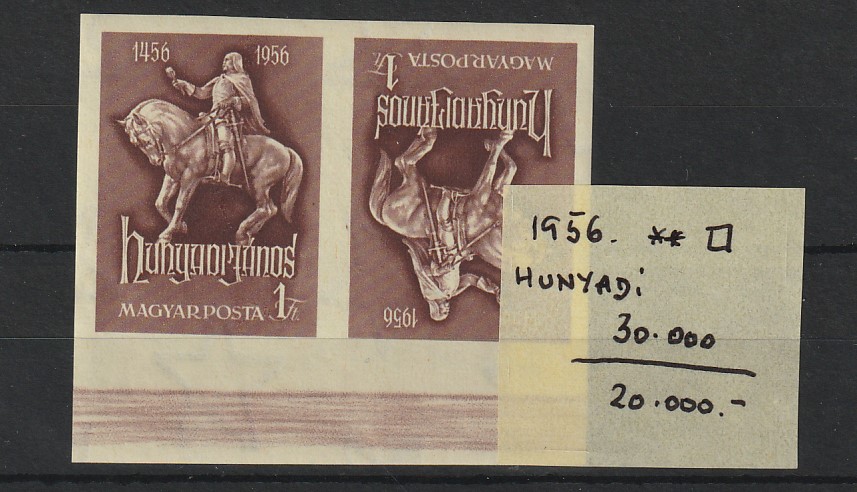 1456 1956
Hunyadi János
MAGYAR POSTA 1 Ft.
MAGYAR POSTA 1 Ft.
Hunyadi János
1956
1956. ** □
HUNYADi
30.000
20.000.-